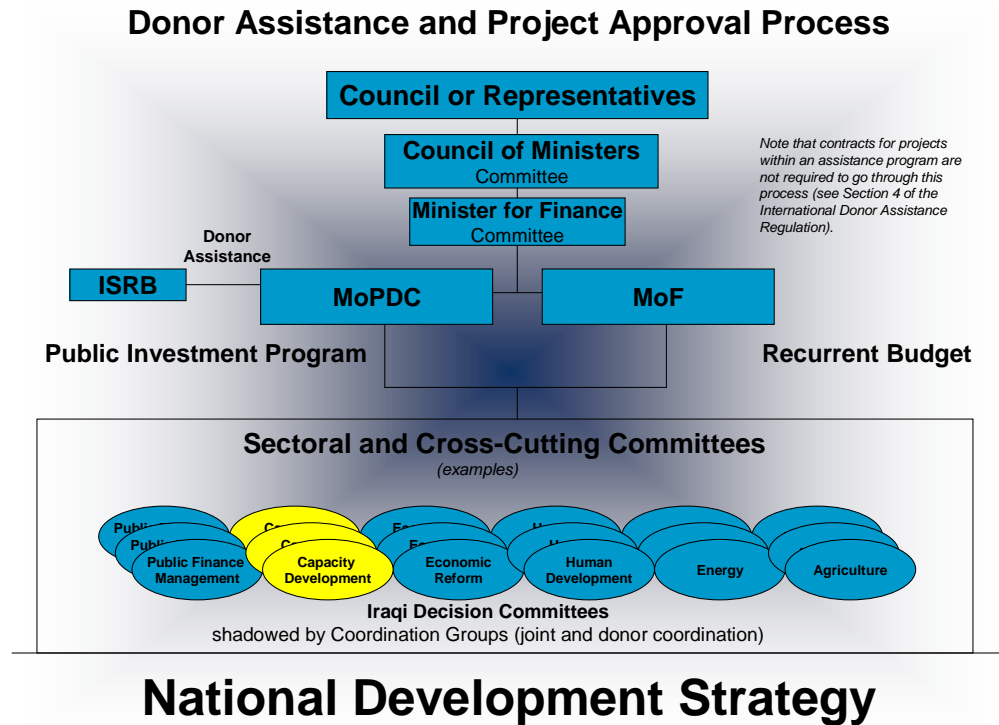 Donor Assistance and Project Approval Process
Council or Representatives
Council of Ministers
Committee
Note that contracts for projects
within an assistance program are
not required to go through this
process (see Section 4 of the
International Donor Assistance
Regulation).
Minister for Finance
Committee
Donor
Assistance
ISRB
MoPDC
MoF
Public Investment Program
Recurrent Budget
Sectoral and Cross-Cutting Committees
(examples)
Public Finance
Management
Capacity
Development
Economic
Reform
Human
Development
Energy
Agriculture
Iraqi Decision Committees
shadowed by Coordination Groups (joint and donor coordination)
National Development Strategy